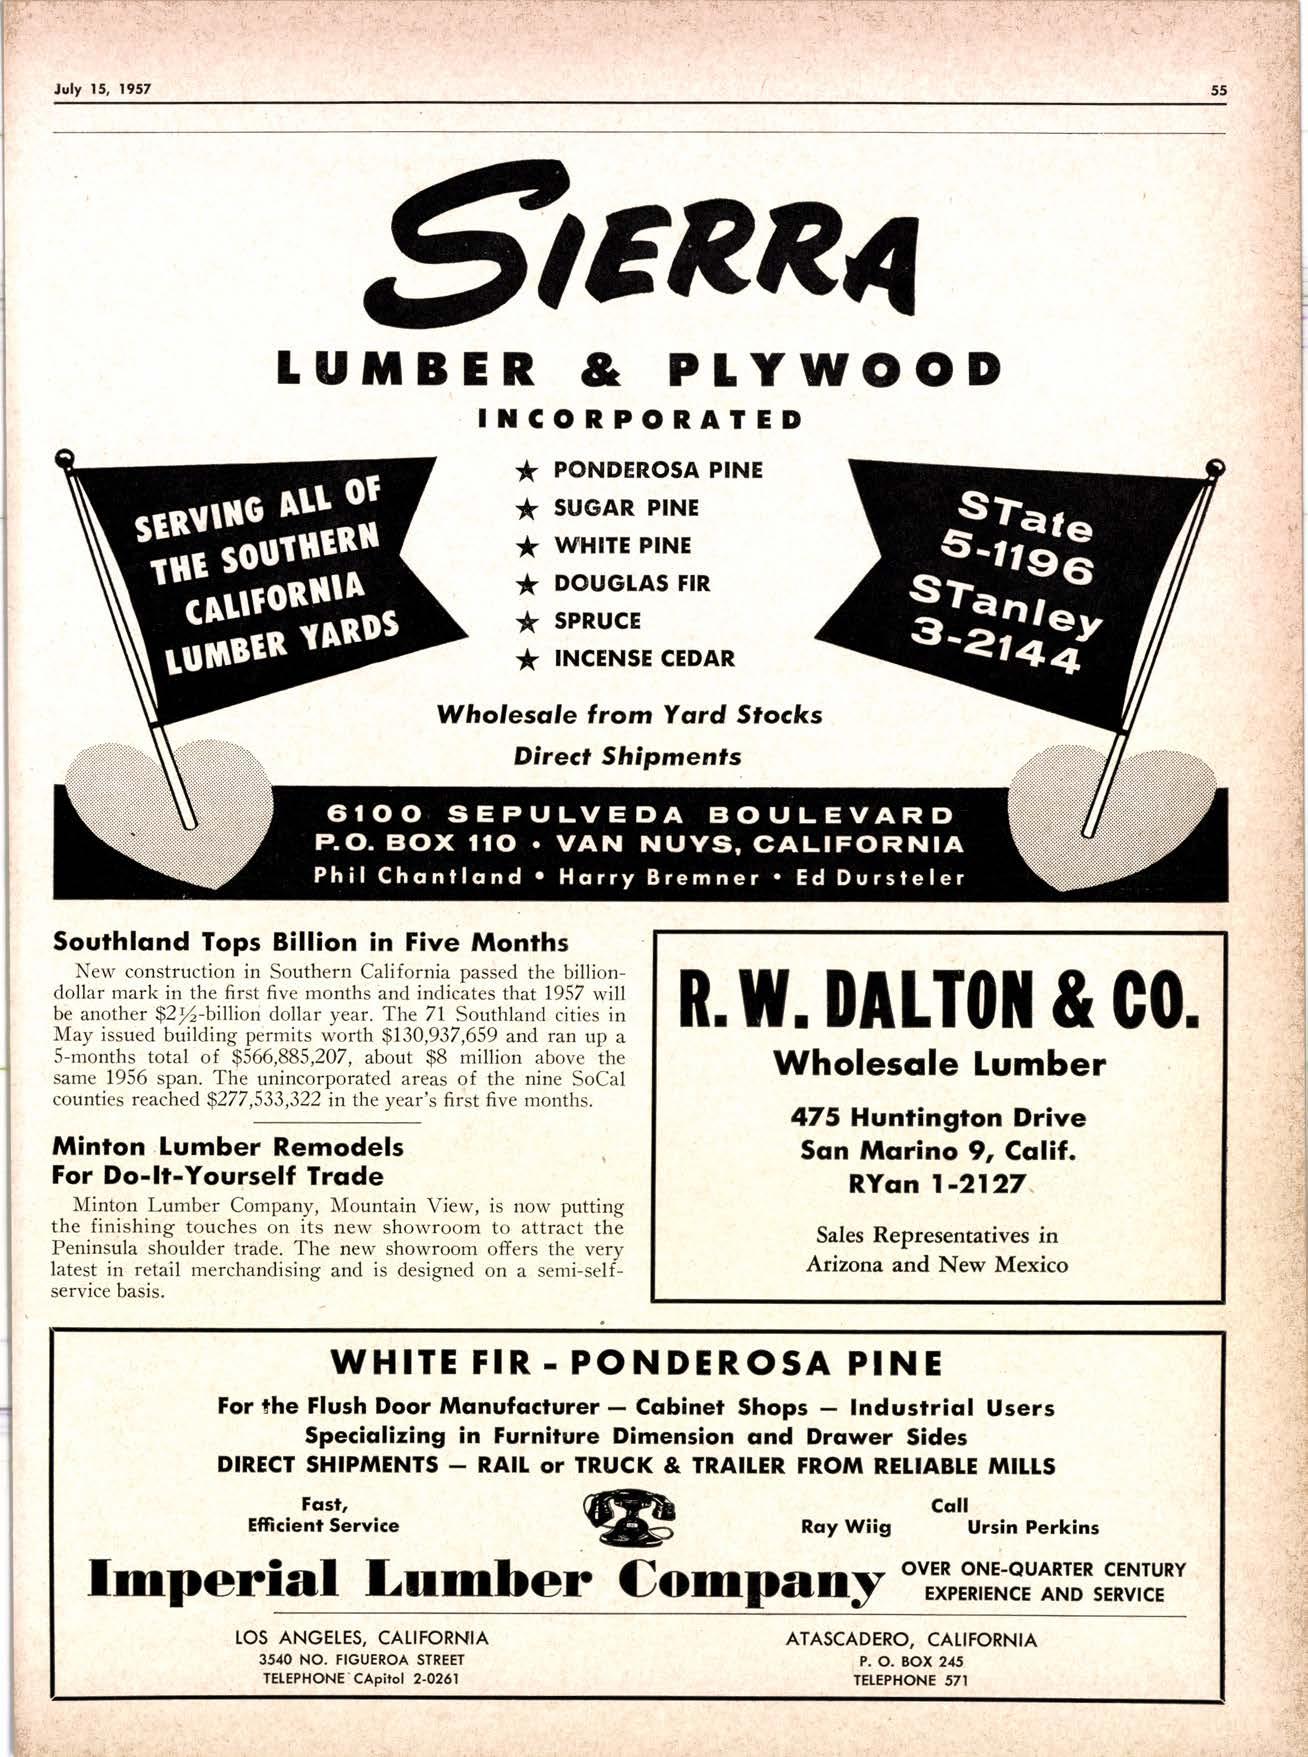 July 15, 1957
55
SIERRA
LUMBER & PLYWOOD
INCORPORATED
SERVING ALL OF
THE SOUTHERN
CALIFORNIA
LUMBER YARDS
★ PONDEROSA PINE
★ SUGAR PINE
★ WHITE PINE
★ DOUGLAS FIR
★ SPRUCE
★ INCENSE CEDAR
STate
5-1196
STanley
3-2144
Wholesale from Yard Stocks
Direct Shipments
6100 SEPULVEDA BOULEVARD
P.O. BOX 110 • VAN NUYS, CALIFORNIA
Phil Chantland • Harry Bremner • Ed Dursteler
Southland Tops Billion in Five Months
New construction in Southern California passed the billion-
dollar mark in the first five months and indicates that 1957 will
be another $2½-billion dollar year. The 71 Southland cities in
May issued building permits worth $130,937,659 and ran up a
5-months total of $566,885,207, about $8 million above the
same 1956 span. The unincorporated areas of the nine SoCal
counties reached $277,533,322 in the year's first five months.
Minton Lumber Remodels
For Do-It-Yourself Trade
Minton Lumber Company, Mountain View, is now putting
the finishing touches on its new showroom to attract the
Peninsula shoulder trade. The new showroom offers the very
latest in retail merchandising and is designed on a semi-self-
service basis.
R. W. DALTON & CO.
Wholesale Lumber
475 Huntington Drive
San Marino 9, Calif.
RYan 1-2127
Sales Representatives in
Arizona and New Mexico
WHITE FIR - PONDEROSA PINE
For the Flush Door Manufacturer — Cabinet Shops — Industrial Users
Specializing in Furniture Dimension and Drawer Sides
DIRECT SHIPMENTS — RAIL or TRUCK & TRAILER FROM RELIABLE MILLS
Fast,
Efficient Service
Call
Ray Wiig Ursin Perkins
Imperial Lumber Company
OVER ONE-QUARTER CENTURY
EXPERIENCE AND SERVICE
LOS ANGELES, CALIFORNIA
3540 NO. FIGUEROA STREET
TELEPHONE CApitol 2-0261
ATASCADERO, CALIFORNIA
P. O. BOX 245
TELEPHONE 571